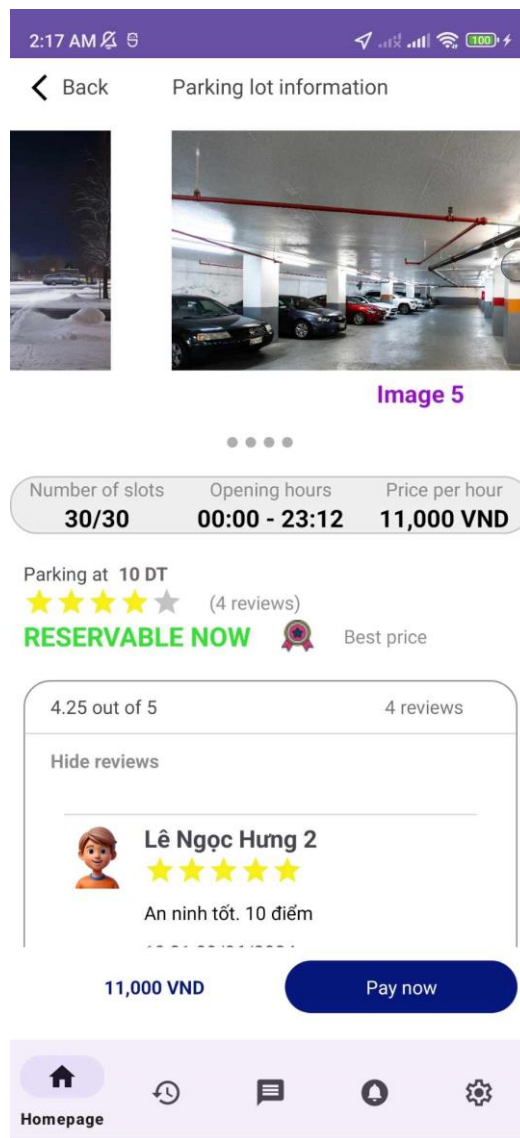 2:17 AM
100
Back
Parking lot information
Image 5
Number of slots Opening hours Price per hour
30/30 00:00 - 23:12 11,000 VND
Parking at 10 DT
(4 reviews)
RESERVABLE NOW Best price
4.25 out of 5 4 reviews
Hide reviews
Lê Ngọc Hưng 2
An ninh tốt. 10 điểm
11,000 VND Pay now
Homepage